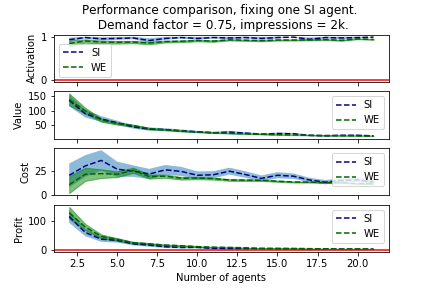 Performance comparison, fixing one SI agent.
Demand factor = 0.75, impressions = 2k.
Activation
1
0
SI
WE
Value
150
100
50
SI
WE
Cost
25
0
SI
WE
Profit
100
0
SI
WE
2.5 5.0 7.5 10.0 12.5 15.0 17.5 20.0
Number of agents